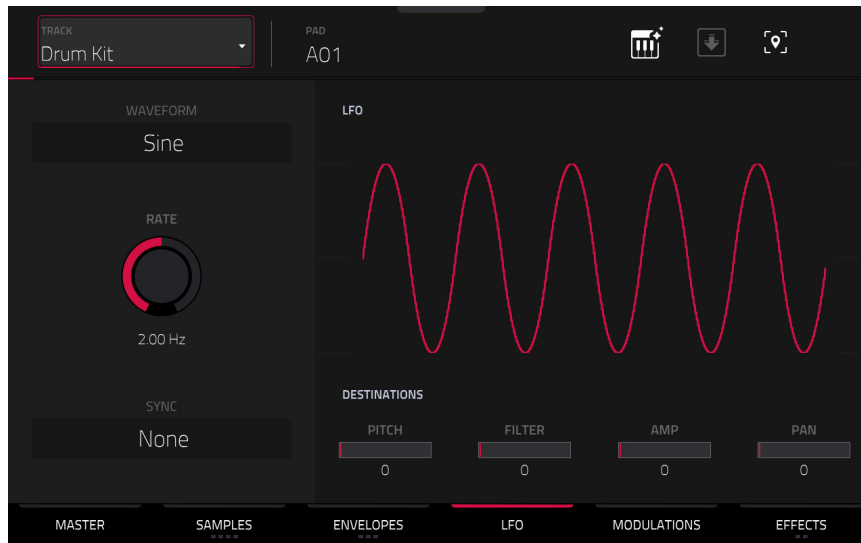 TRACK
Drum Kit
PAD
A01
WAVEFORM
Sine
RATE
2.00 Hz
SYNC
None
LFO
DESTINATIONS
PITCH FILTER AMP PAN
0 0 0 0
MASTER SAMPLES ENVELOPES LFO MODULATIONS EFFECTS